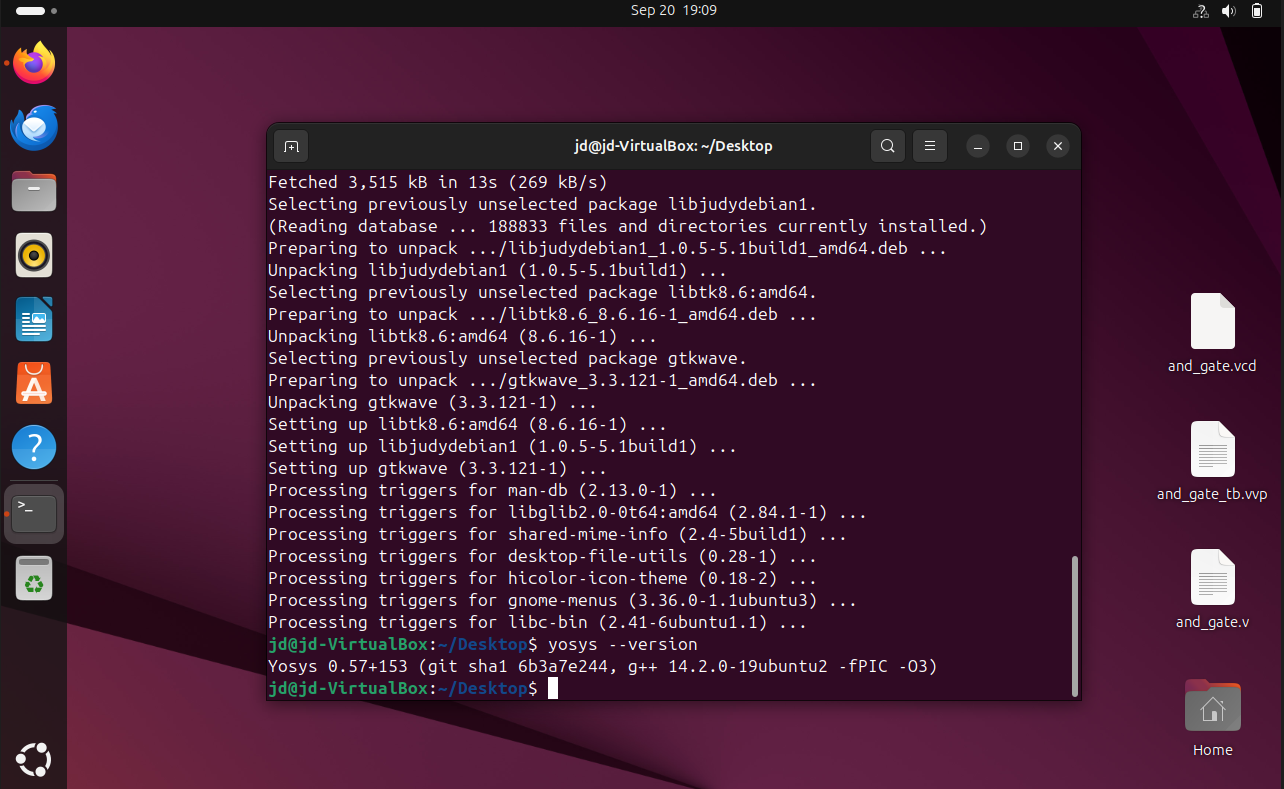 Sep 20 19:09
jd@jd-VirtualBox: ~/Desktop
Fetched 3,515 kB in 13s (269 kB/s)
Selecting previously unselected package libjudydebian1.
(Reading database ... 188833 files and directories currently installed.)
Preparing to unpack .../libjudydebian1_1.0.5-5.1build1_amd64.deb ...
Unpacking libjudydebian1 (1.0.5-5.1build1) ...
Selecting previously unselected package libtk8.6:amd64.
Preparing to unpack .../libtk8.6_8.6.16-1_amd64.deb ...
Unpacking libtk8.6:amd64 (8.6.16-1) ...
Selecting previously unselected package gtkwave.
Preparing to unpack .../gtkwave_3.3.121-1_amd64.deb ...
Unpacking gtkwave (3.3.121-1) ...
Setting up libtk8.6:amd64 (8.6.16-1) ...
Setting up libjudydebian1 (1.0.5-5.1build1) ...
Setting up gtkwave (3.3.121-1) ...
Processing triggers for man-db (2.13.0-1) ...
Processing triggers for libglib2.0-0t64:amd64 (2.84.1-1) ...
Processing triggers for shared-mime-info (2.4-5build1) ...
Processing triggers for desktop-file-utils (0.28-1) ...
Processing triggers for hicolor-icon-theme (0.18-2) ...
Processing triggers for gnome-menus (3.36.0-1.1ubuntu3) ...
Processing triggers for libc-bin (2.41-6ubuntu1.1) ...
jd@jd-VirtualBox:~/Desktop$ yosys --version
Yosys 0.57+153 (git sha1 6b3a7e244, g++ 14.2.0-19ubuntu2 -fPIC -O3)
jd@jd-VirtualBox:~/Desktop$
and_gate.vcd
and_gate_tb.vvp
and_gate.v
Home